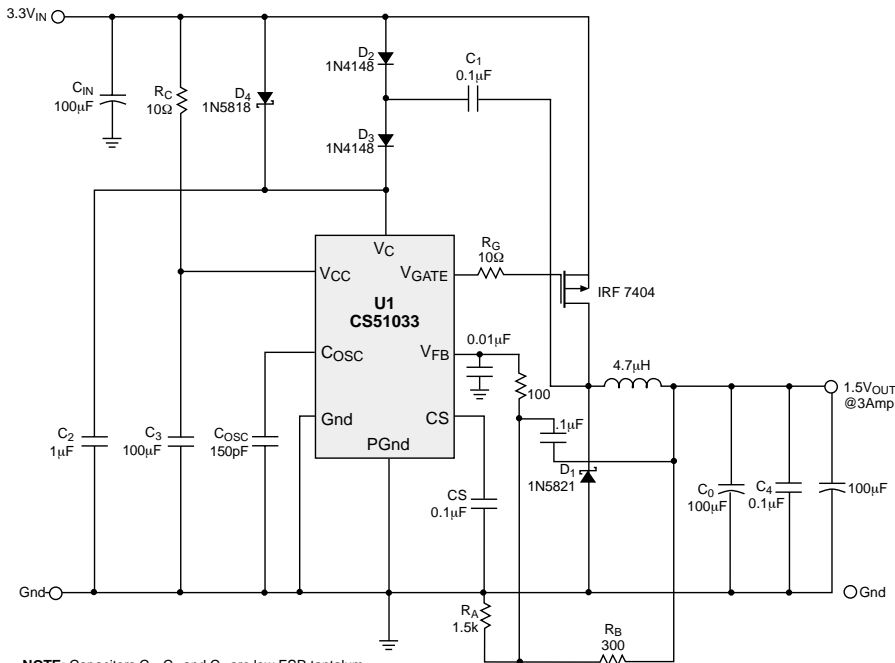 3.3VIN
CIN
100µF
RC
10Ω
D4
1N5818
D2
1N4148
C1
0.1µF
D3
1N4148
VC
VCC
VGATE
RG
10Ω
IRF 7404
U1
CS51033
COSC
VFB
0.01µF
100
4.7µH
1.5VOUT
@3Amp
Gnd
CS
.1µF
PGnd
C2
1µF
C3
100µF
COSC
150pF
CS
0.1µF
D1
1N5821
C0
100µF
C4
0.1µF
100µF
Gnd
Gnd
RA
1.5k
RB
300